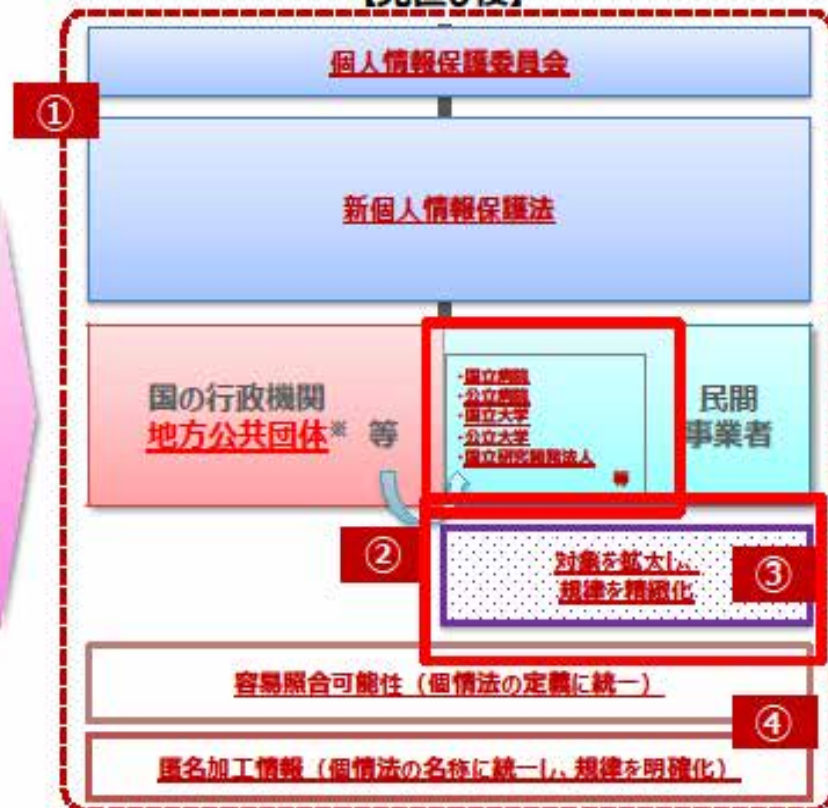 【見直し後】
①
個人情報保護委員会
新個人情報保護法
国の行政機関
地方公共団体※ 等
・国立病院
・公立病院
・国立大学
・公立大学
・国立研究開発法人
等
民間
事業者
②
対象を拡大し、
規律を精緻化
③
容易照合可能性（個情法の定義に統一）
④
匿名加工情報（個情法の名称に統一し、規律を明確化）